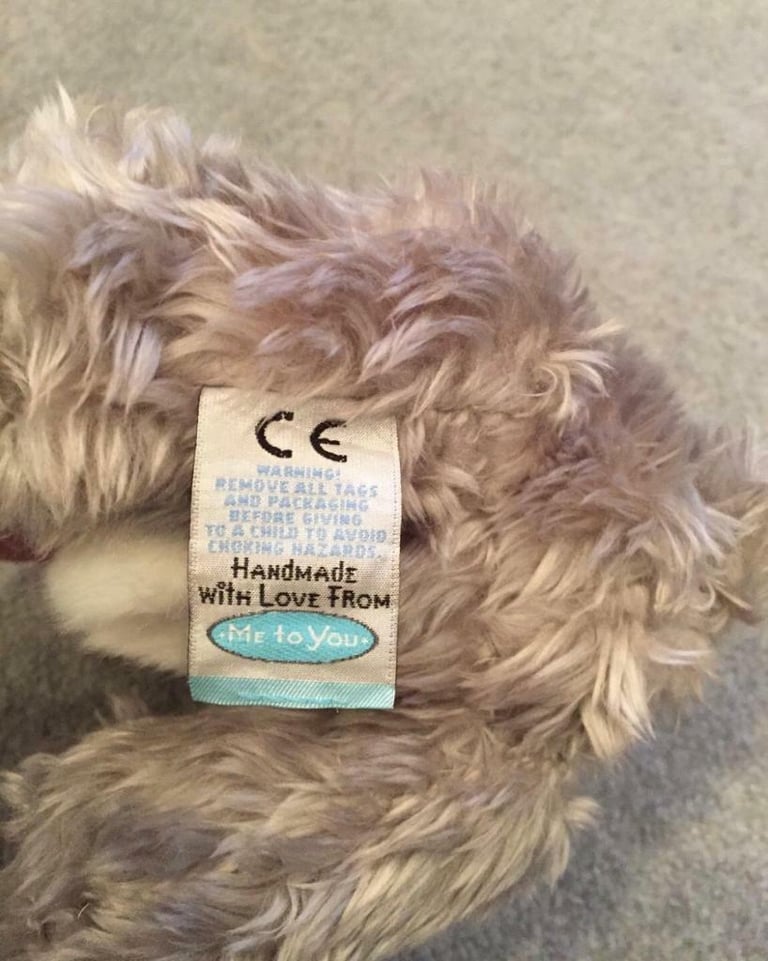 CE
WARNING!
REMOVE ALL TAGS
AND PACKAGING
BEFORE GIVING
TO A CHILD TO AVOID
CHOKING HAZARDS.
HANDMADE
WITH LOVE FROM
·ME to YOU·